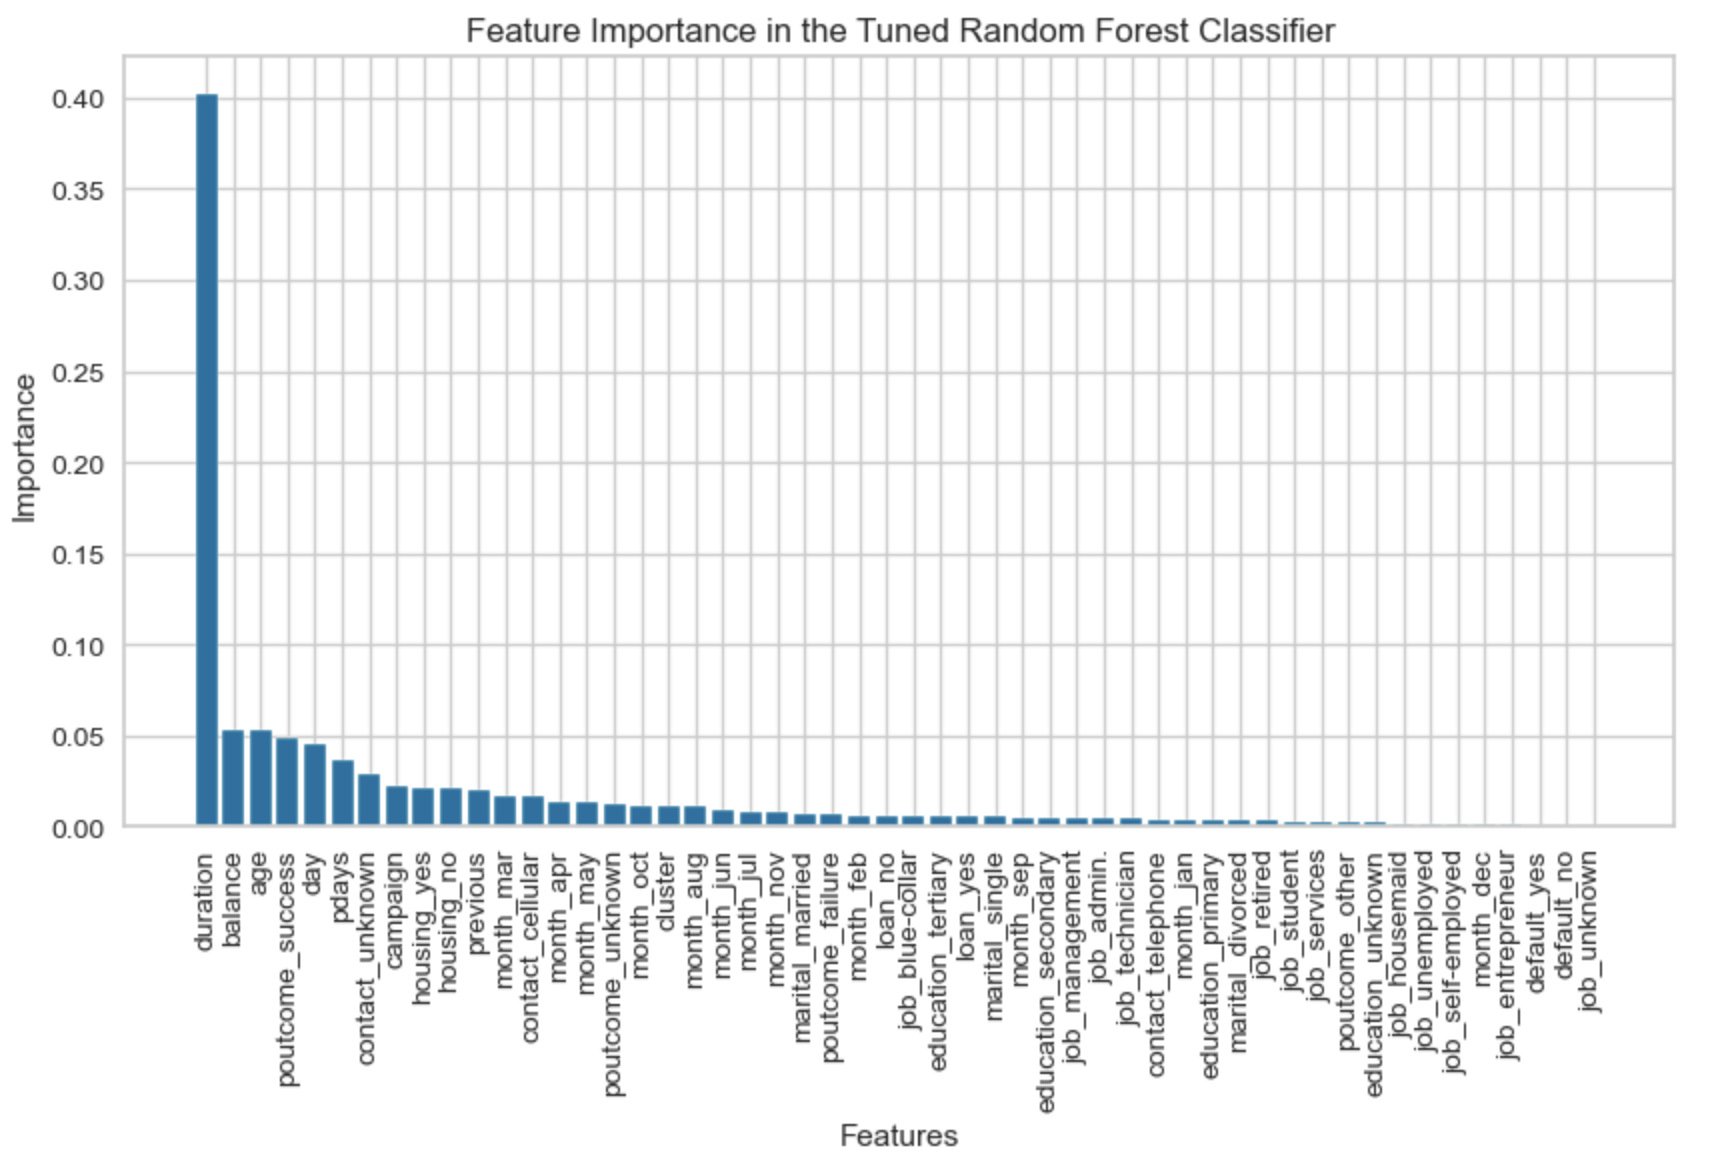 Feature Importance in the Tuned Random Forest Classifier
Importance
0.40
0.35
0.30
0.25
0.20
0.15
0.10
0.05
0.00
duration
balance
age
poutcome_success
day
pdays
contact_unknown
campaign
housing_yes
housing_no
previous
month_mar
contact_cellular
month_apr
month_may
poutcome_unknown
month_oct
cluster
month_aug
month_jun
month_jul
month_nov
marital_married
poutcome_failure
month_feb
loan_no
job_blue-collar
education_tertiary
loan_yes
marital_single
month_sep
education_secondary
job_management
job_admin.
job_technician
contact_telephone
month_jan
education_primary
marital_divorced
job_retired
job_student
job_services
poutcome_other
education_unknown
job_housemaid
job_unemployed
job_self-employed
month_dec
job_entrepreneur
default_yes
default_no
job_unknown
Features